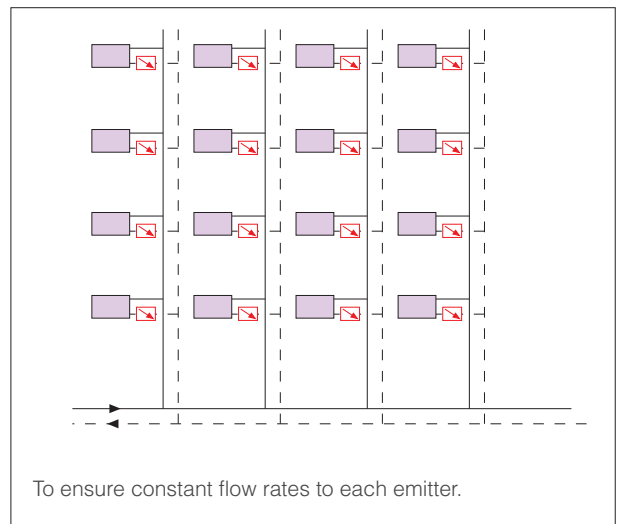 To ensure constant flow rates to each emitter.